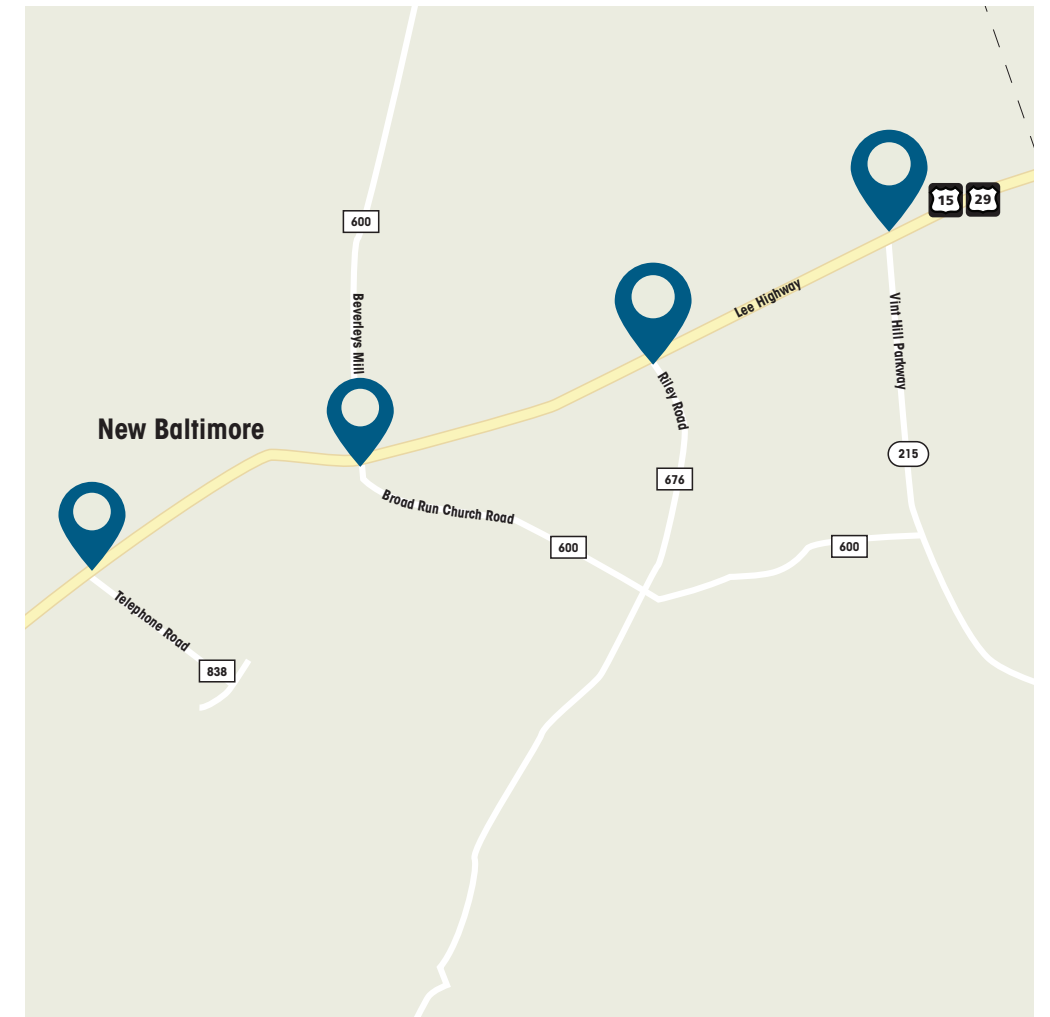 15
29
600
Lee Highway
Beverleys Mill
Vint Hill Parkway
Riley Road
New Baltimore
215
676
Broad Run Church Road
600
600
Telephone Road
838